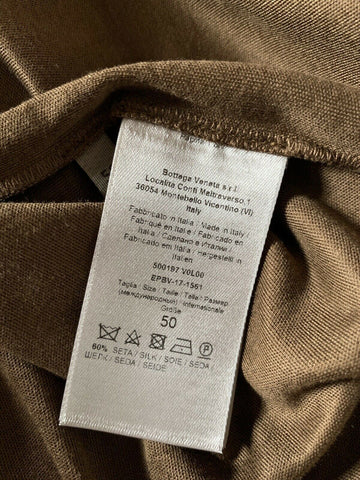 Bottega Veneta s.r.l.
Località Conti Meltraverso,1
36054 Montebello Vicentino (VI)
Italy
Fabbricato in Italia / Made in Italy /
Fabriqué en Italie / Fabricado en
Italia / Сделано в Италии /
Fabricado em Itália / Hergestellt in
Italien
500197 V0L00
EPBV-17-1561
Taglia / Size / Taille / Talla / Размер
(международный) / Internationale
Größe
50
60% SETA / SILK / SOIE / SEDA /
ШЕЛК / SEDA / SEIDE